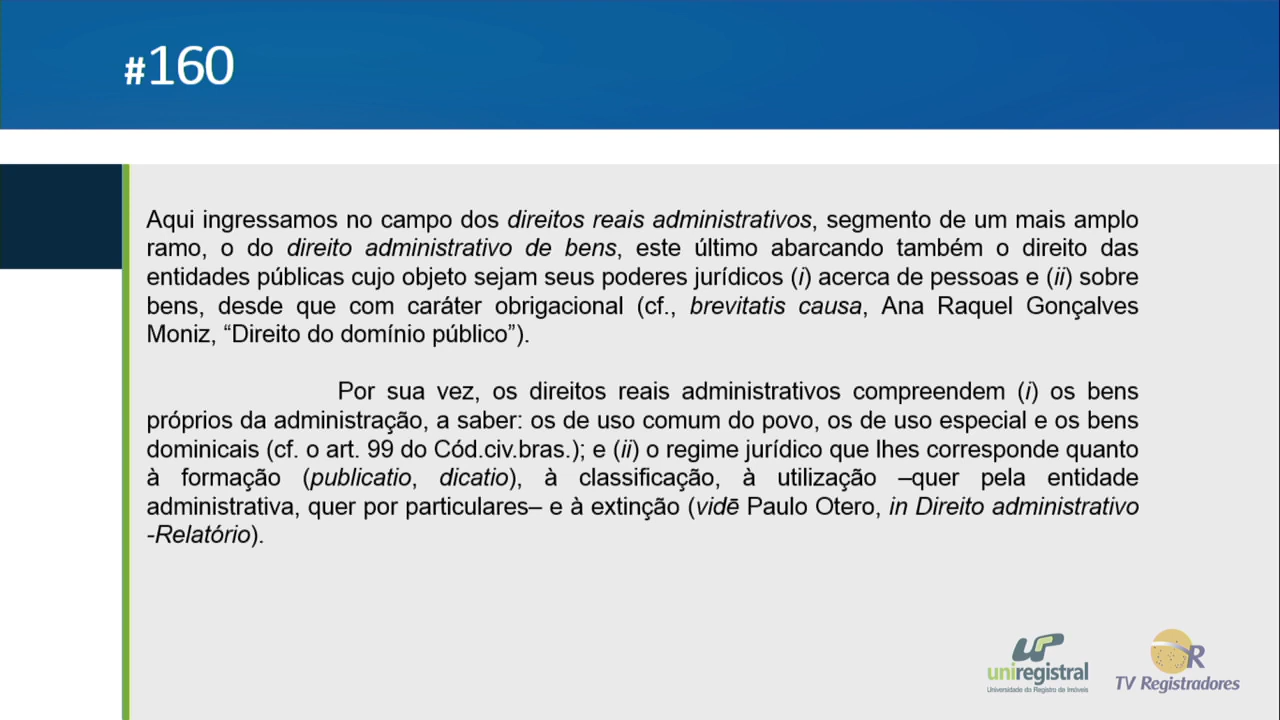 #160
Aqui ingressamos no campo dos direitos reais administrativos, segmento de um mais amplo
ramo, o do direito administrativo de bens, este último abarcando também o direito das
entidades públicas cujo objeto sejam seus poderes jurídicos (i) acerca de pessoas e (ii) sobre
bens, desde que com caráter obrigacional (cf., brevitatis causa, Ana Raquel Gonçalves
Moniz, “Direito do domínio público”).
Por sua vez, os direitos reais administrativos compreendem (i) os bens
próprios da administração, a saber: os de uso comum do povo, os de uso especial e os bens
dominicais (cf. o art. 99 do Cód.civ.bras.); e (ii) o regime jurídico que lhes corresponde quanto
à formação (publicatio, dicatio), à classificação, à utilização –quer pela entidade
administrativa, quer por particulares– e à extinção (vidē Paulo Otero, in Direito administrativo
-Relatório).
uniregistral
Universidade do Registro de Imóveis
R
TV Registradores